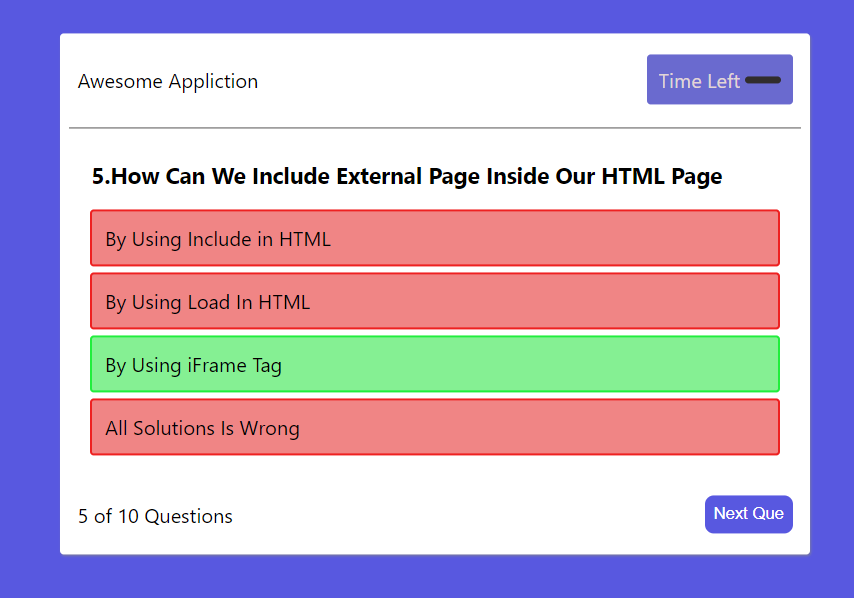 Awesome Appliction
Time Left
5.How Can We Include External Page Inside Our HTML Page
By Using Include in HTML
By Using Load In HTML
By Using iFrame Tag
All Solutions Is Wrong
5 of 10 Questions
Next Que